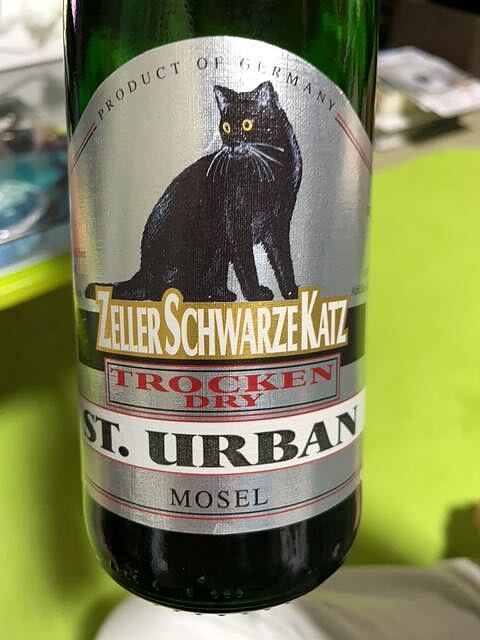 PRODUCT OF GERMANY
ZELLER SCHWARZE KATZ
TROCKEN
DRY
ST. URBAN
MOSEL